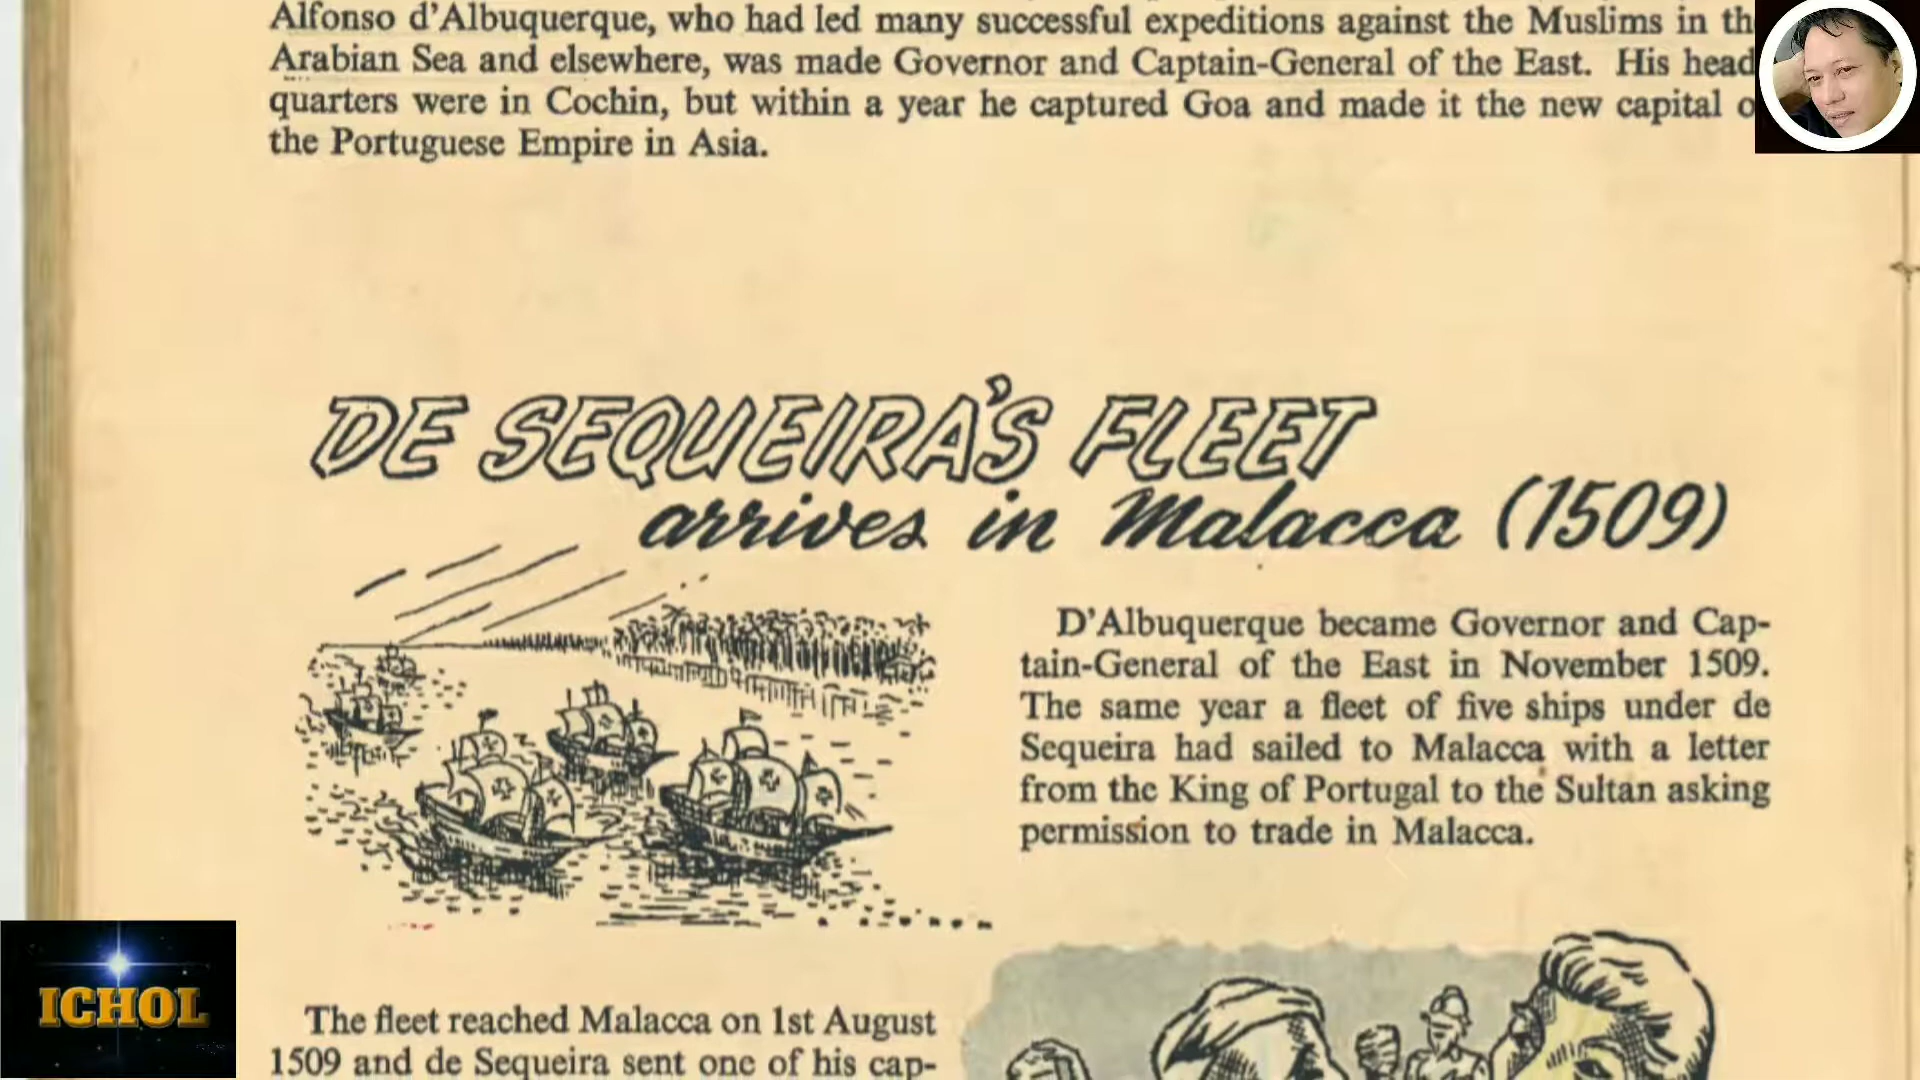 Alfonso d'Albuquerque, who had led many successful expeditions against the Muslims in th
Arabian Sea and elsewhere, was made Governor and Captain-General of the East. His head
quarters were in Cochin, but within a year he captured Goa and made it the new capital o
the Portuguese Empire in Asia.
DE SEQUEIRA'S FLEET
arrives in Malacca (1509)
D'Albuquerque became Governor and Cap-
tain-General of the East in November 1509.
The same year a fleet of five ships under de
Sequeira had sailed to Malacca with a letter
from the King of Portugal to the Sultan asking
permission to trade in Malacca.
The fleet reached Malacca on 1st August
1509 and de Sequeira sent one of his cap-
ICHOL